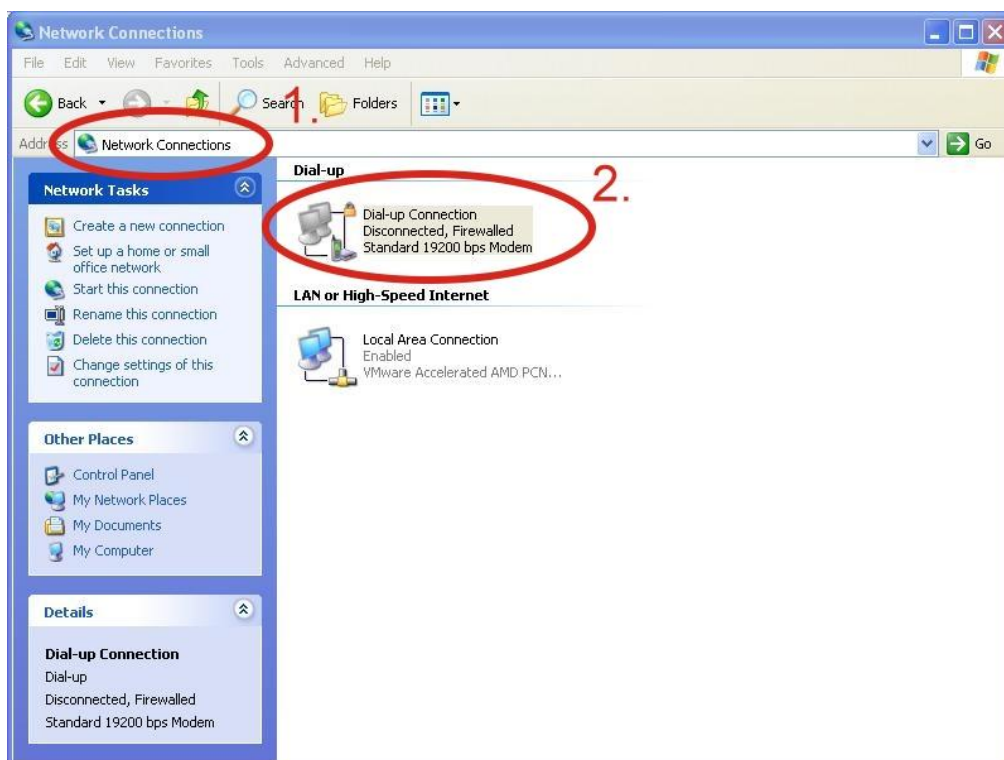 Network Connections
File Edit View Favorites Tools Advanced Help
Back Search Folders
1.
Address Network Connections Go
Network Tasks
Create a new connection
Set up a home or small
office network
Start this connection
Rename this connection
Delete this connection
Change settings of this
connection
Other Places
Control Panel
My Network Places
My Documents
My Computer
Details
Dial-up Connection
Dial-up
Disconnected, Firewalled
Standard 19200 bps Modem
Dial-up
2.
Dial-up Connection
Disconnected, Firewalled
Standard 19200 bps Modem
LAN or High-Speed Internet
Local Area Connection
Enabled
VMware Accelerated AMD PCN...